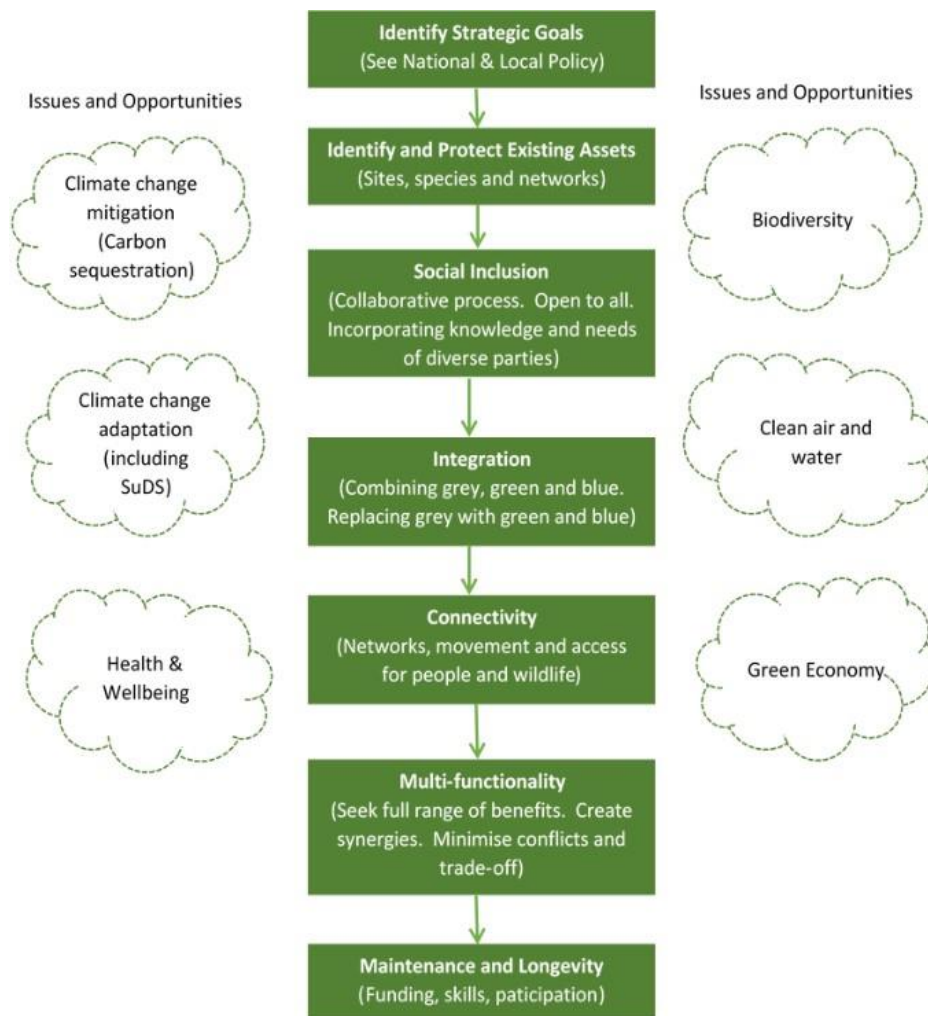 Identify Strategic Goals
(See National & Local Policy)
Issues and Opportunities
Climate change
mitigation
(Carbon
sequestration)
Climate change
adaptation
(including
SuDS)
Health &
Wellbeing
Identify and Protect Existing Assets
(Sites, species and networks)
Social Inclusion
(Collaborative process.  Open to all.
Incorporating knowledge and needs
of diverse parties)
Integration
(Combining grey, green and blue.
Replacing grey with green and blue)
Connectivity
(Networks, movement and access
for people and wildlife)
Multi-functionality
(Seek full range of benefits.  Create
synergies.  Minimise conflicts and
trade-off)
Maintenance and Longevity
(Funding, skills, paticipation)
Issues and Opportunities
Biodiversity
Clean air and
water
Green Economy